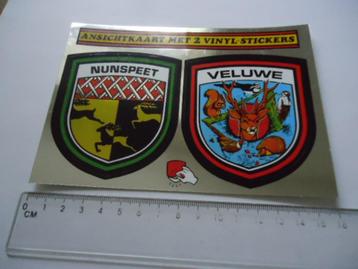 ANSICHTKAART MET 2 VINYL-STICKERS
NUNSPEET
VELUWE
0 1 2 3 4 5 6 7 8 9 10 11 12 13 14 15 16
CM